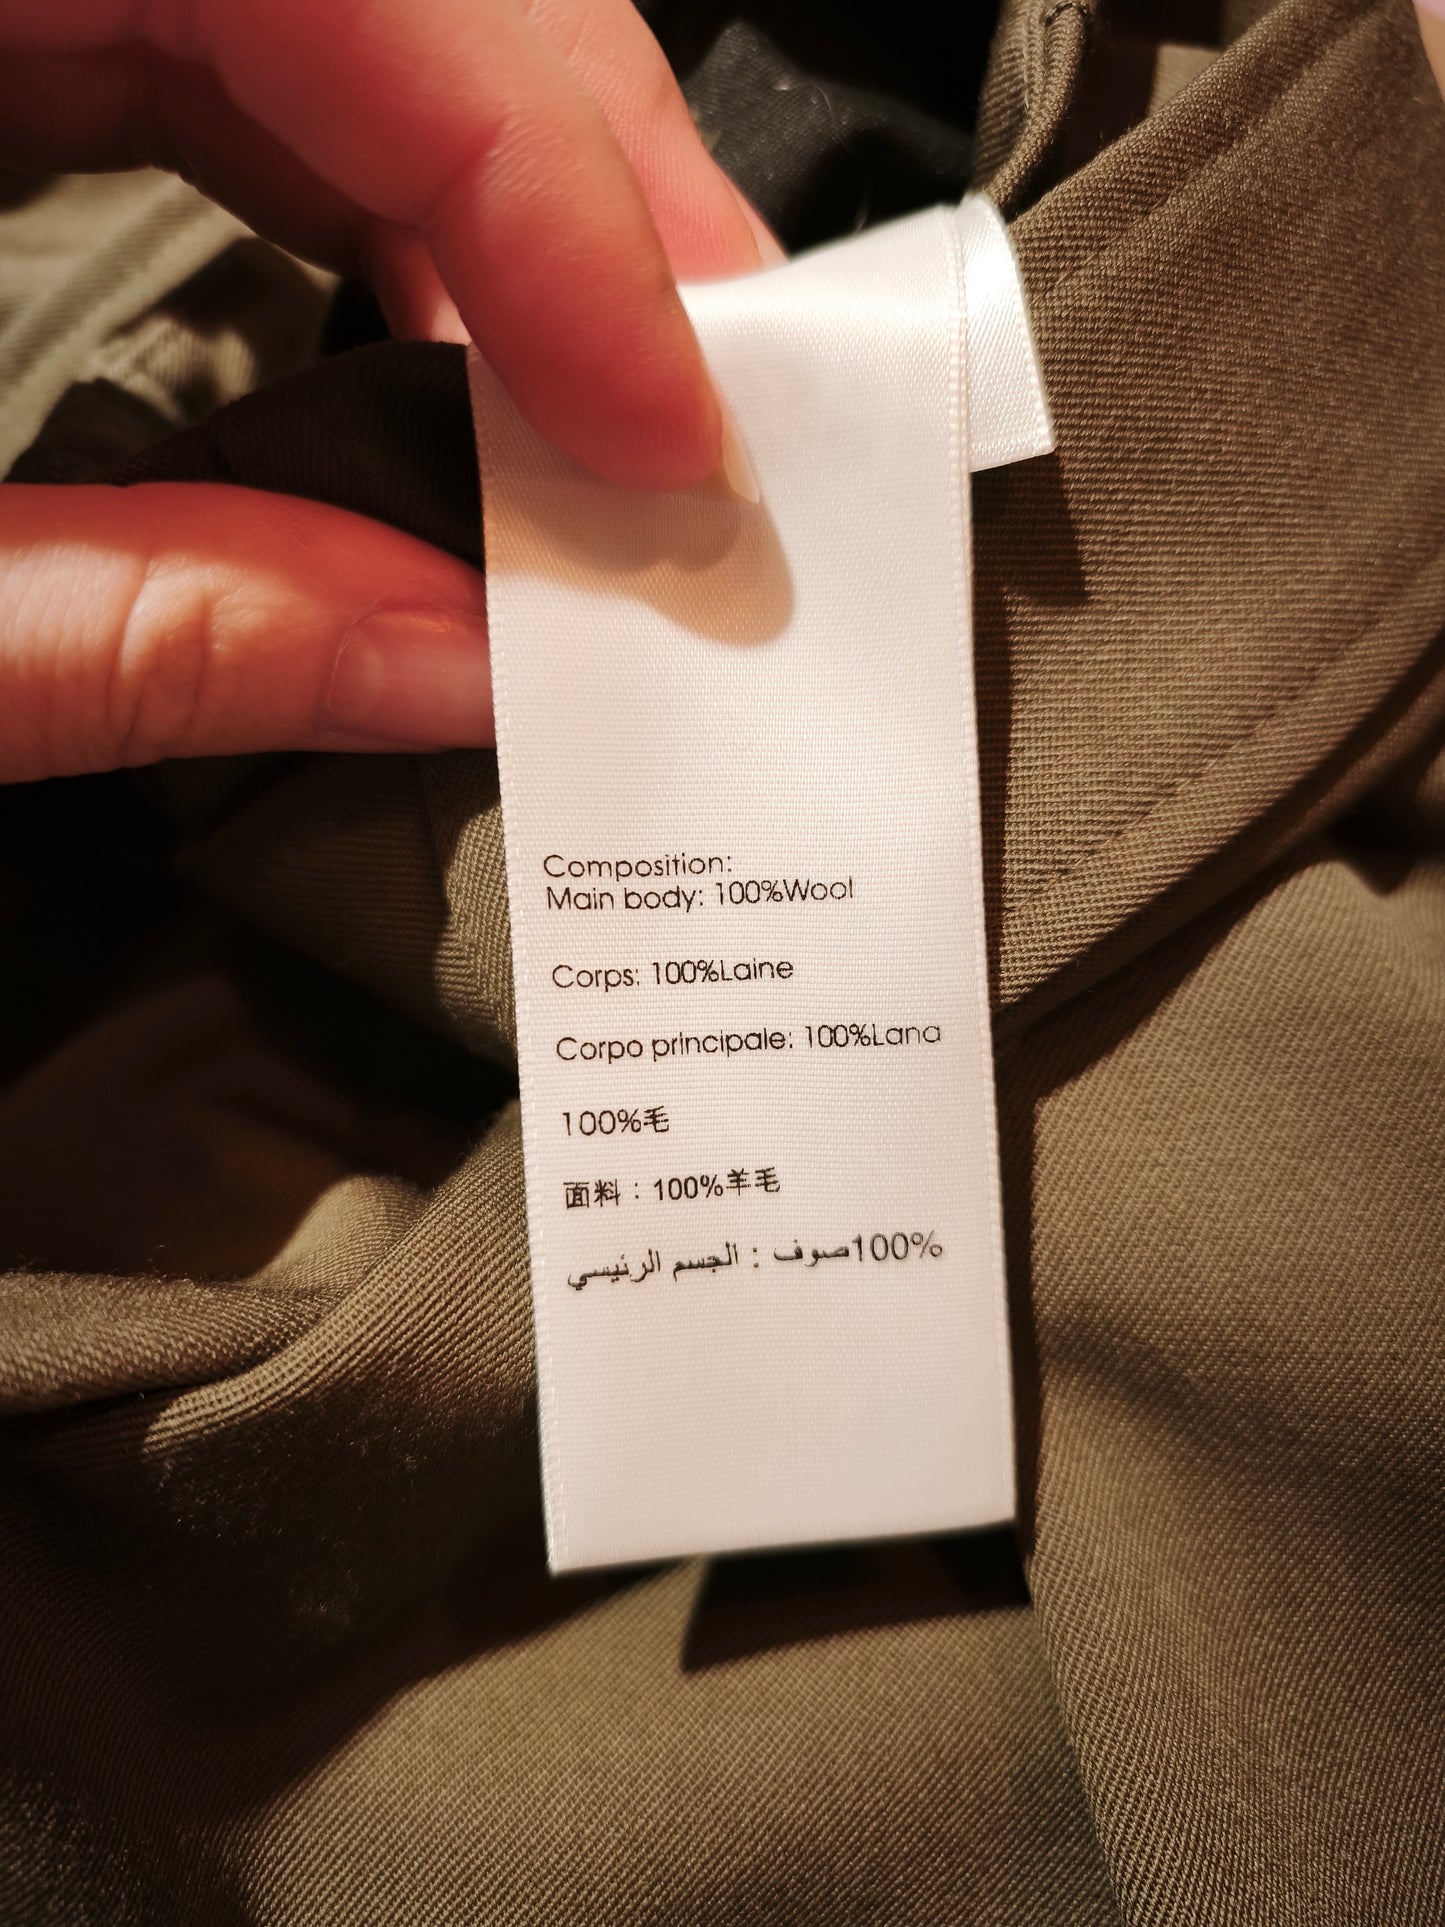 Composition:
Main body: 100%Wool
Corps: 100%Laine
Corpo principale: 100%Lana
100%毛
面料：100%羊毛
100%صوف : الجسم الرئيسي